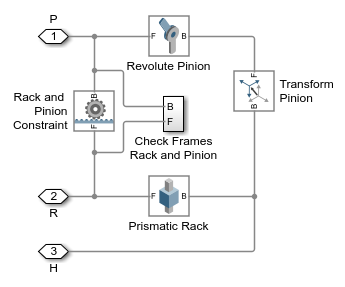 P
1
F
B
Revolute Pinion
F
Transform
Pinion
B
B
Rack and
Pinion
Constraint
F
B
F
Check Frames
Rack and Pinion
2
R
F
B
Prismatic Rack
3
H